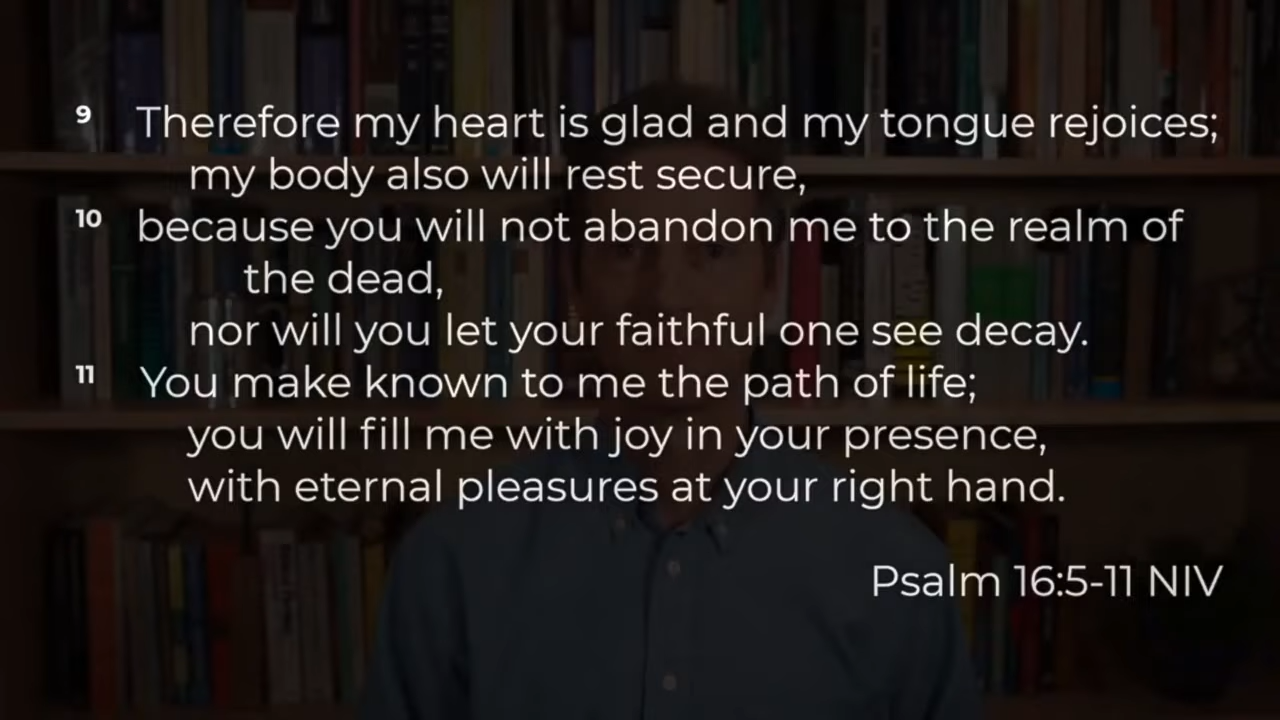 9 Therefore my heart is glad and my tongue rejoices;
my body also will rest secure,
10 because you will not abandon me to the realm of
the dead,
nor will you let your faithful one see decay.
11 You make known to me the path of life;
you will fill me with joy in your presence,
with eternal pleasures at your right hand.
Psalm 16:5-11 NIV